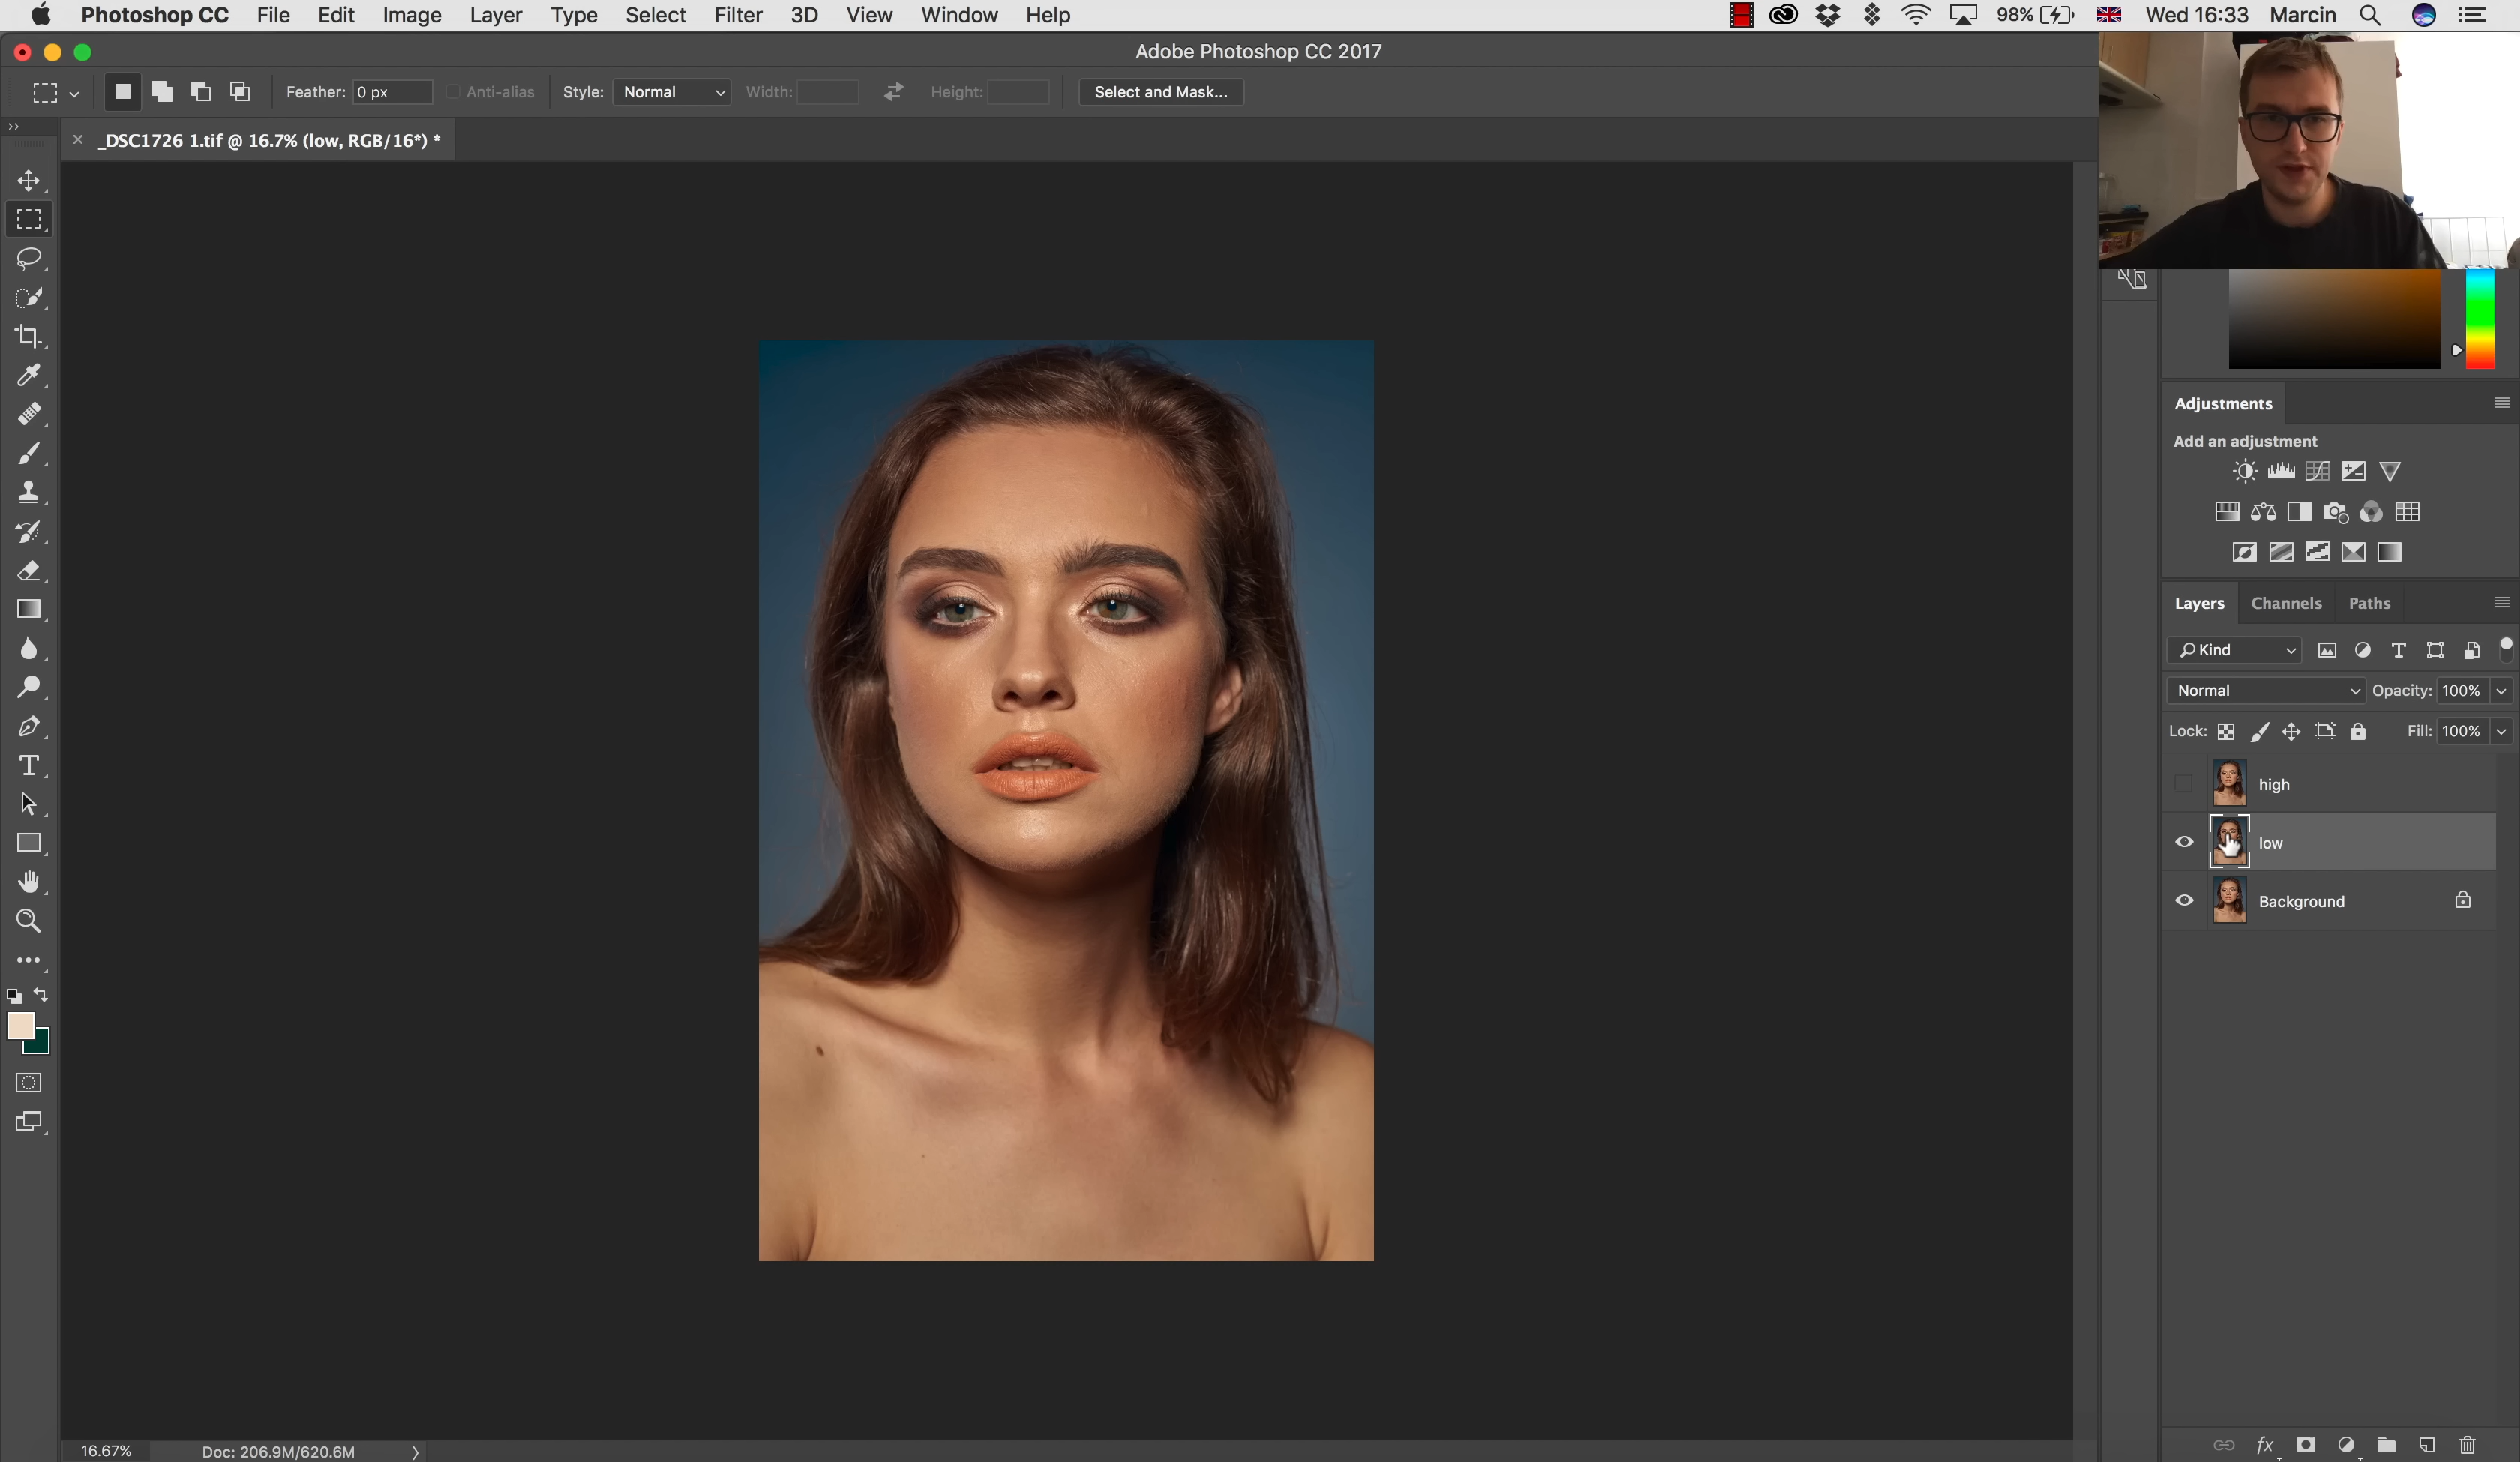 Photoshop CC File Edit Image Layer Type Select Filter 3D View Window Help 98% Wed 16:33 Marcin
Adobe Photoshop CC 2017
Feather: 0 px Anti-alias Style: Normal Width: Height: Select and Mask...
_DSC1726 1.tif @ 16.7% (low, RGB/16*) *
Adjustments
Add an adjustment
Layers Channels Paths
Kind
Normal Opacity: 100%
Lock: Fill: 100%
high
low
Background
16.67% Doc: 206.9M/620.6M